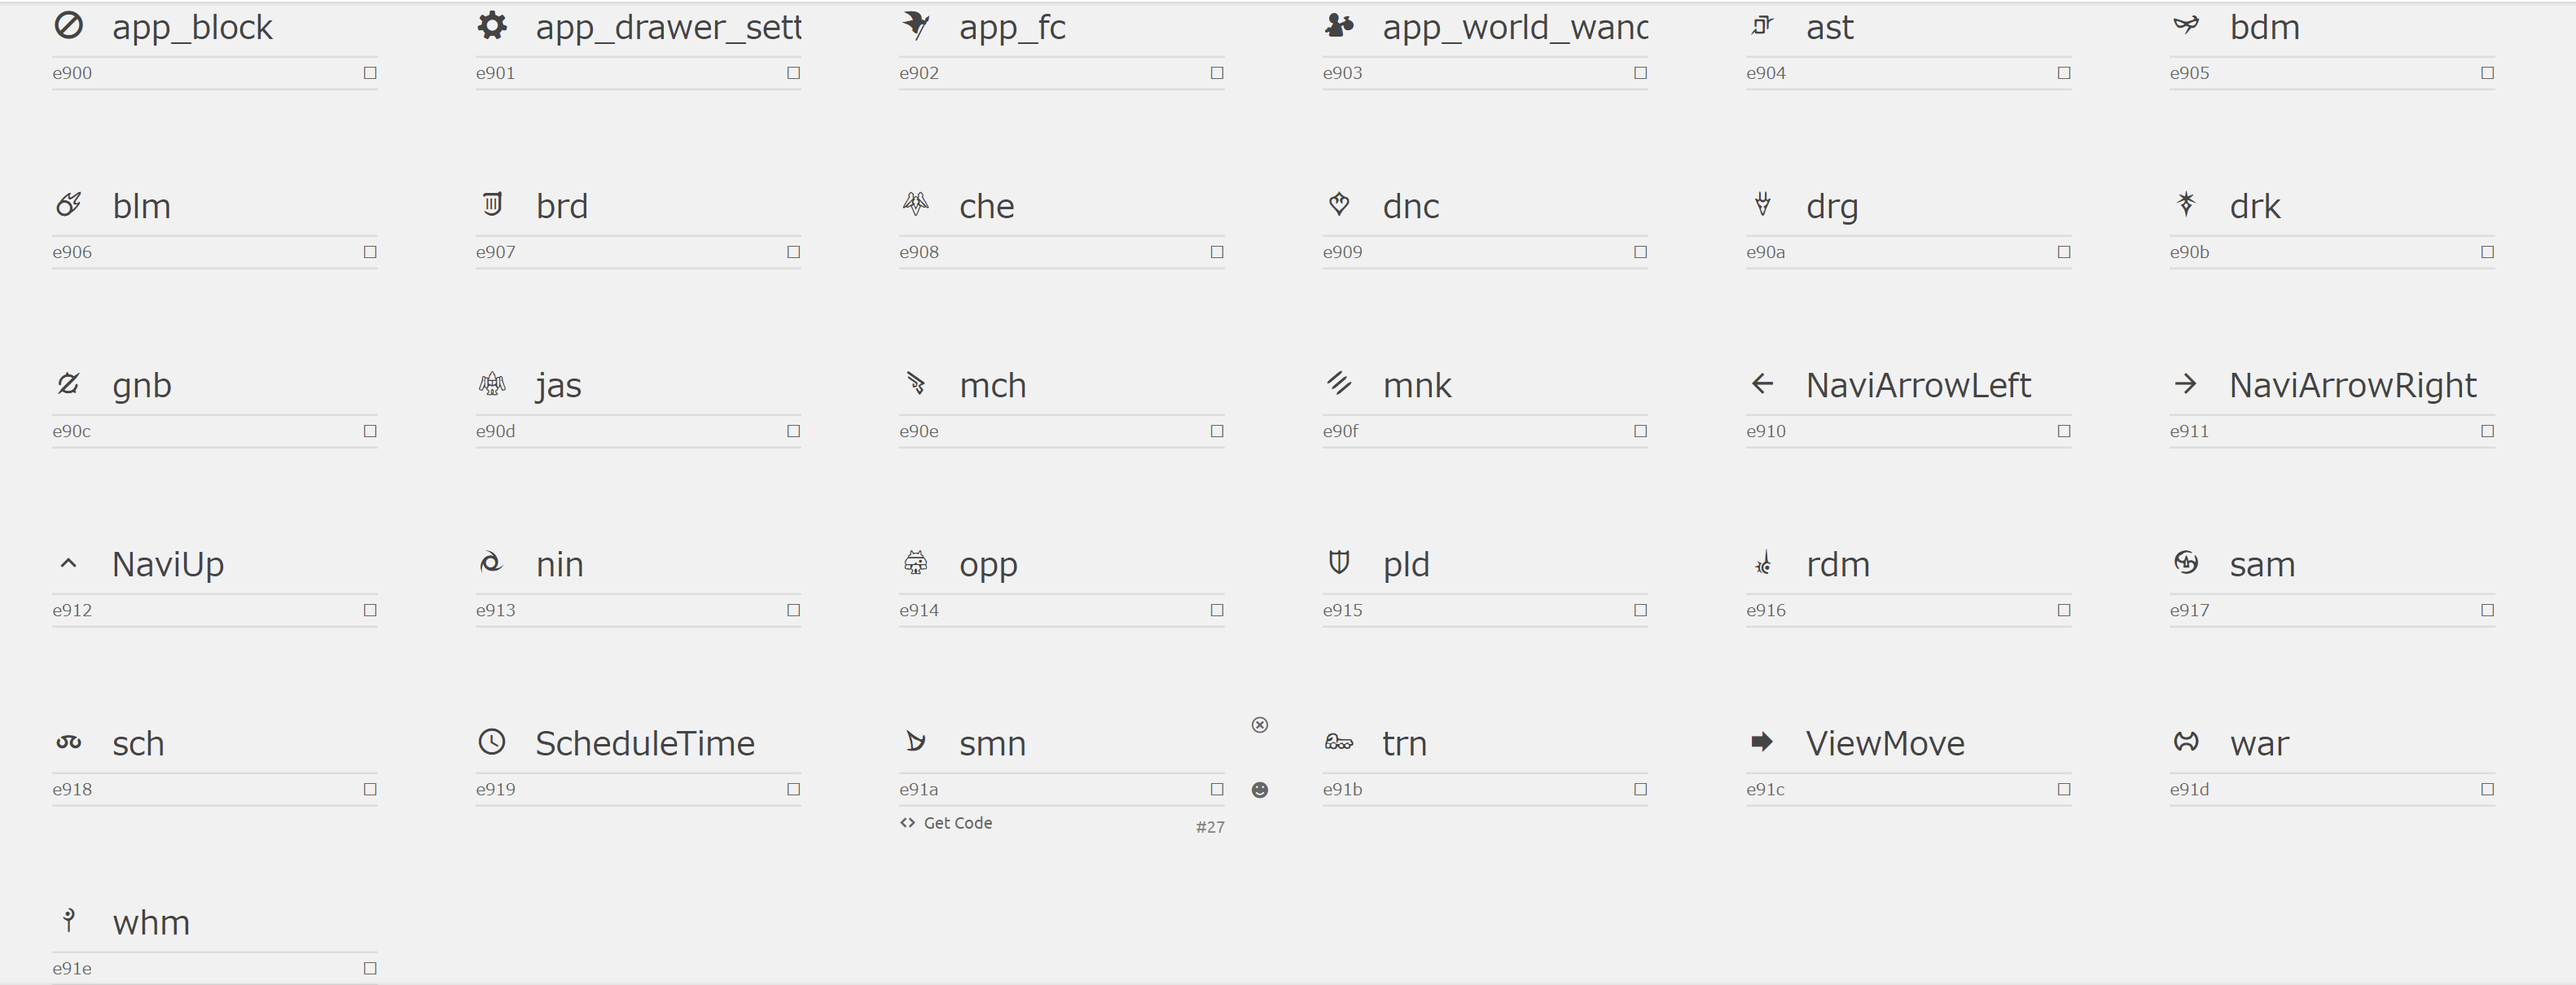 app_block app_drawer_sett app_fc app_world_wanc ast bdm
e900 e901 e902 e903 e904 e905
blm brd che dnc drg drk
e906 e907 e908 e909 e90a e90b
gnb jas mch mnk NaviArrowLeft NaviArrowRight
e90c e90d e90e e90f e910 e911
NaviUp nin opp pld rdm sam
e912 e913 e914 e915 e916 e917
sch ScheduleTime smn trn ViewMove war
e918 e919 e91a e91b e91c e91d
Get Code #27
whm
e91e